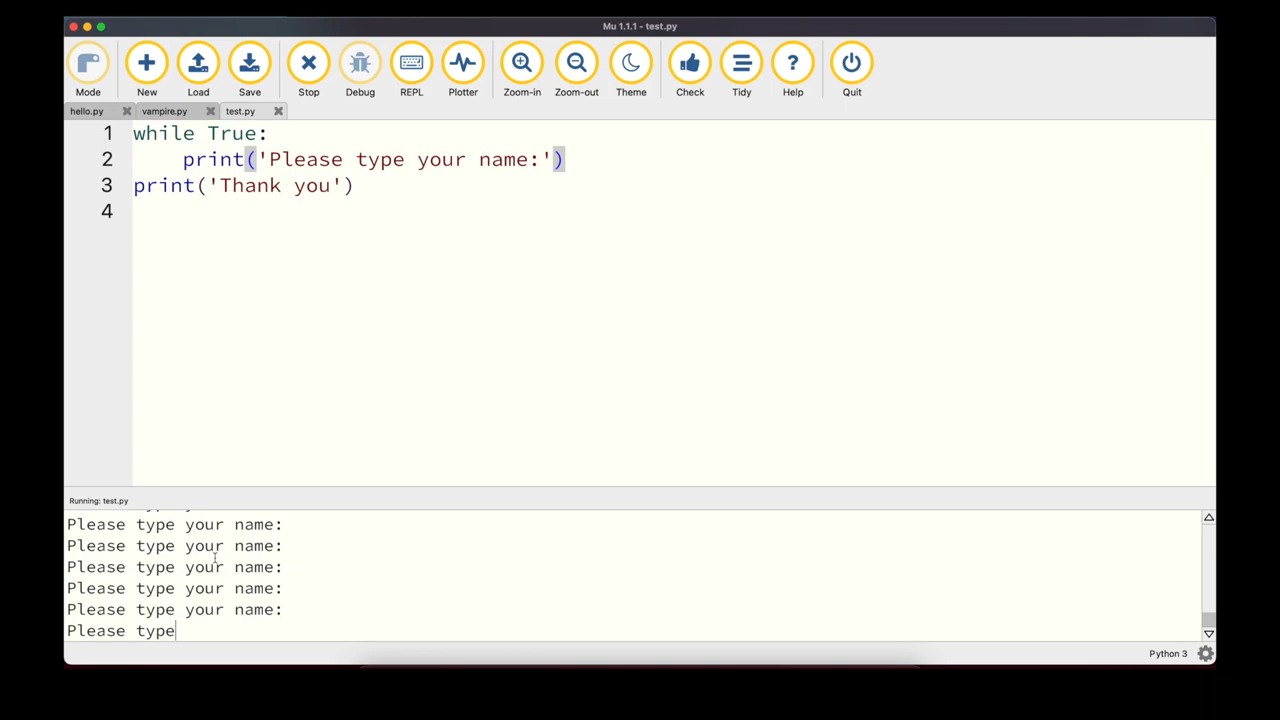 Mu 1.1.1 - test.py
Mode New Load Save Stop Debug REPL Plotter Zoom-in Zoom-out Theme Check Tidy Help Quit
hello.py vampire.py test.py
1 while True:
2     print('Please type your name:')
3 print('Thank you')
4
Running: test.py
Please type your name:
Please type your name:
Please type your name:
Please type your name:
Please type your name:
Please type
Python 3